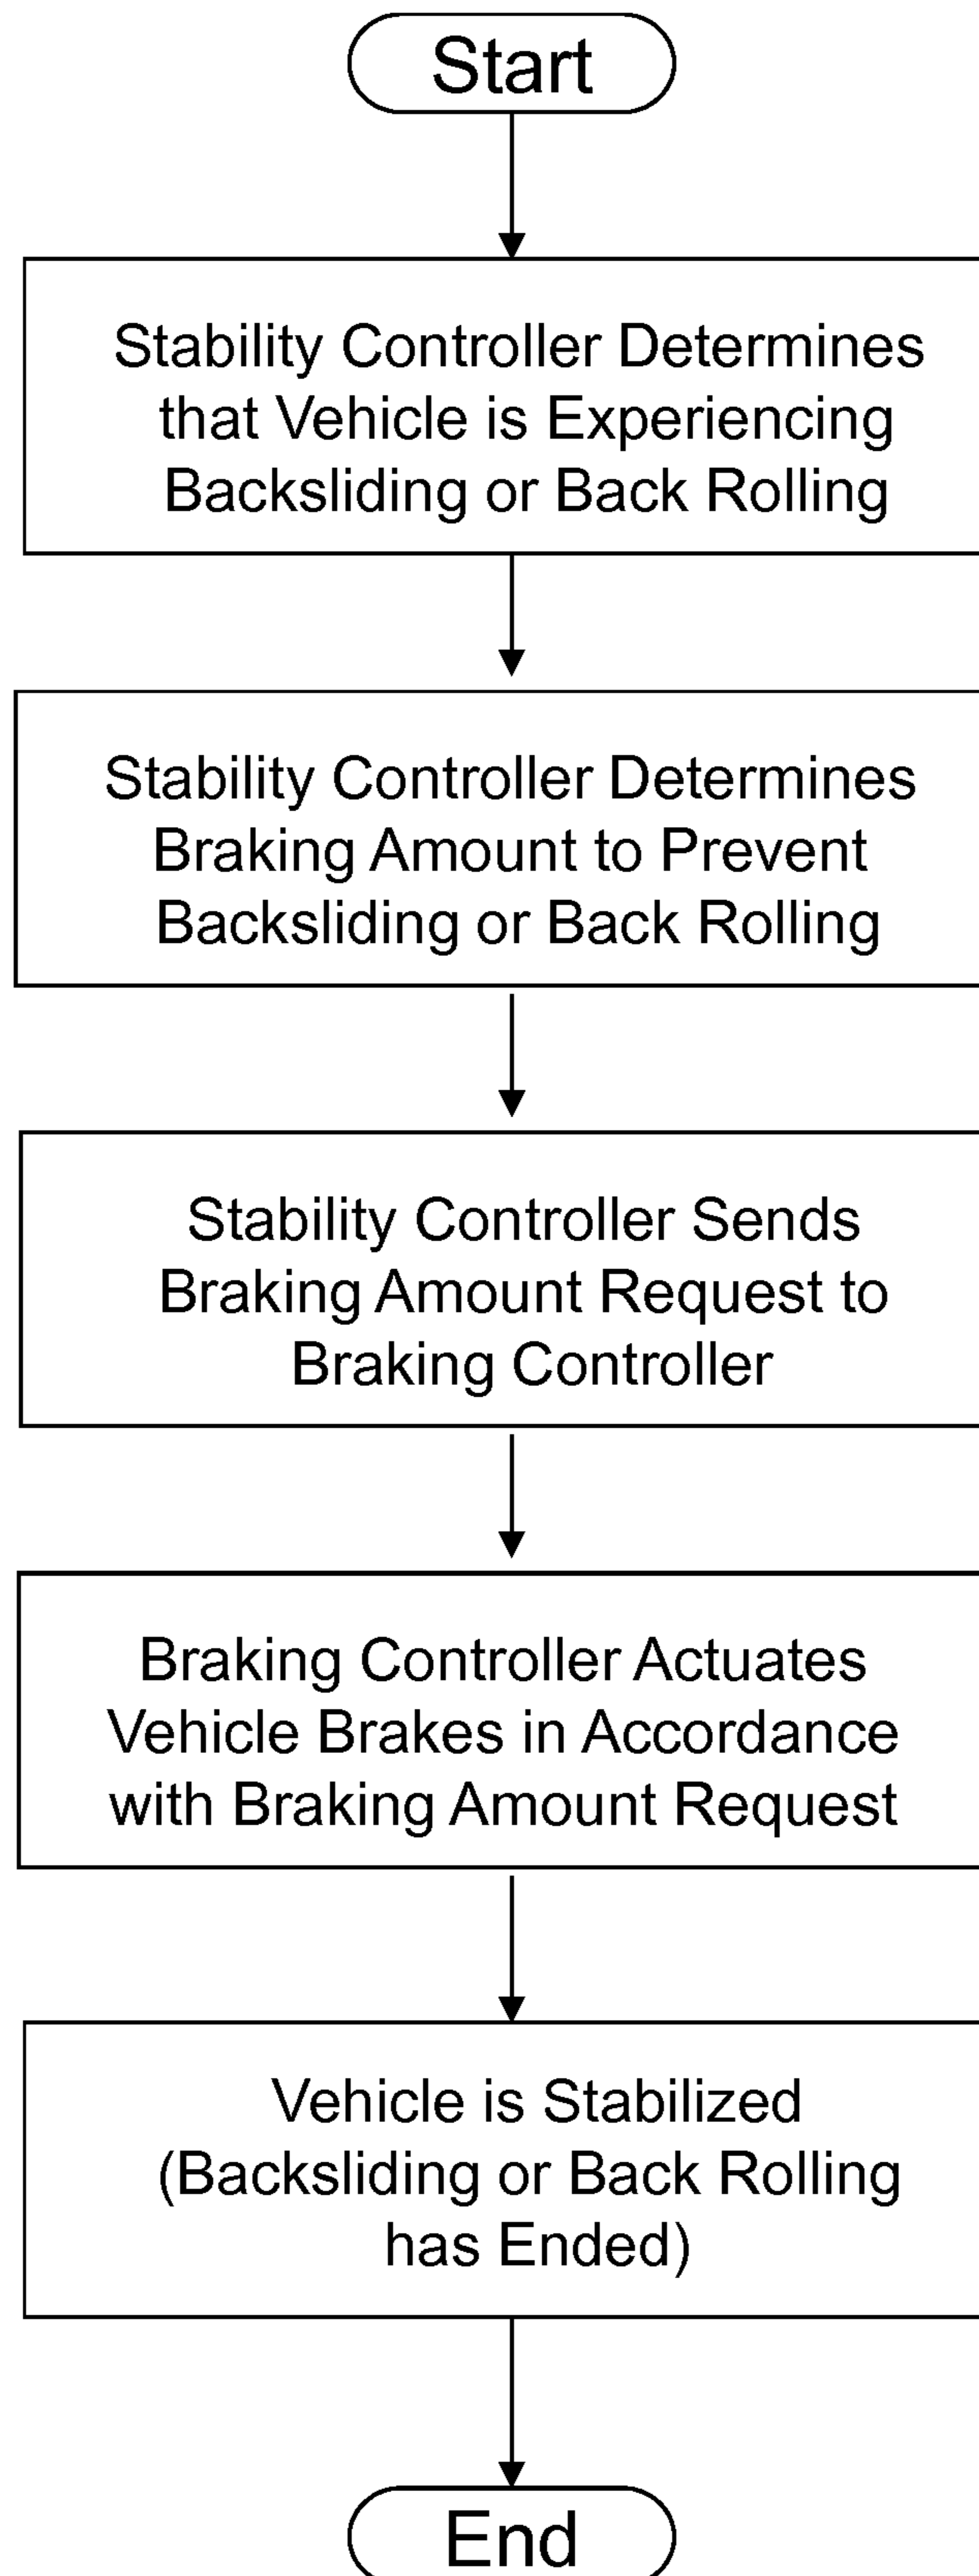 Start
Stability Controller Determines
that Vehicle is Experiencing
Backsliding or Back Rolling
Stability Controller Determines
Braking Amount to Prevent
Backsliding or Back Rolling
Stability Controller Sends
Braking Amount Request to
Braking Controller
Braking Controller Actuates
Vehicle Brakes in Accordance
with Braking Amount Request
Vehicle is Stabilized
(Backsliding or Back Rolling
has Ended)
End